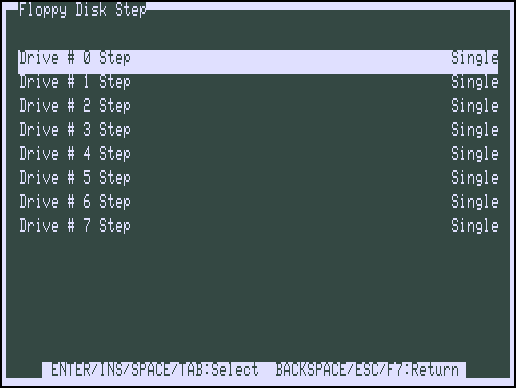 Floppy Disk Step
Drive # 0 Step Single
Drive # 1 Step Single
Drive # 2 Step Single
Drive # 3 Step Single
Drive # 4 Step Single
Drive # 5 Step Single
Drive # 6 Step Single
Drive # 7 Step Single
ENTER/INS/SPACE/TAB:Select BACKSPACE/ESC/F7:Return